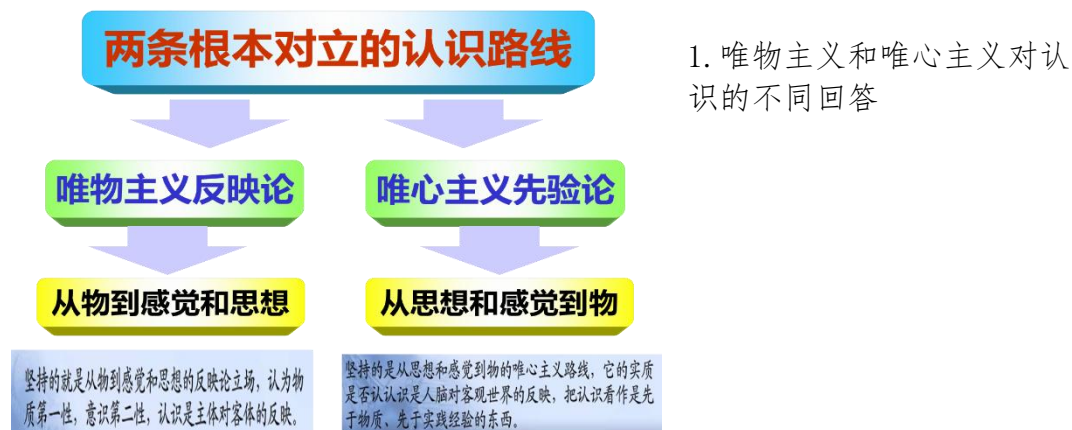 两条根本对立的认识路线
1. 唯物主义和唯心主义对认
识的不同回答
唯物主义反映论
唯心主义先验论
从物到感觉和思想
从思想和感觉到物
坚持的就是从物到感觉和思想的反映论立场，认为物
质第一性，意识第二性，认识是主体对客体的反映。
坚持的是从思想和感觉到物的唯心主义路线，它的实质
是否认认识是人脑对客观世界的反映，把认识看作是先
于物质、先于实践经验的东西。